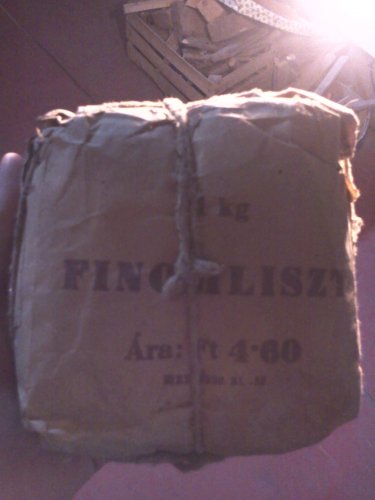 1 kg
FINOMLISZT
Ára: Ft 4·60